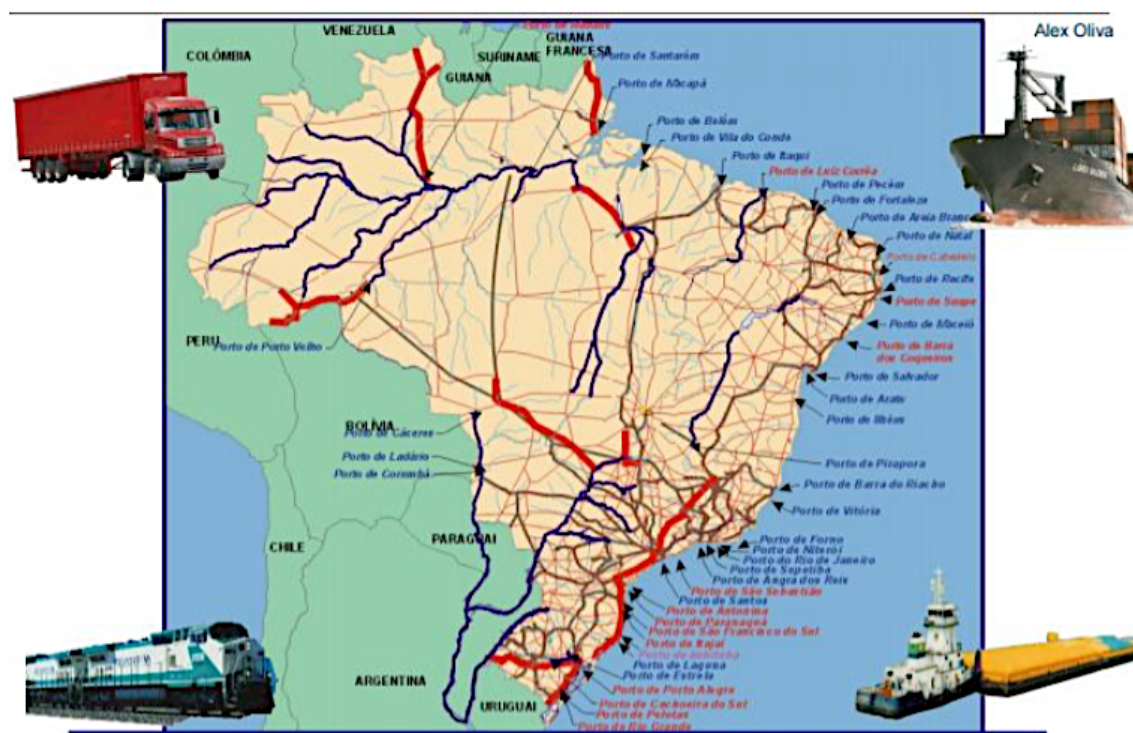 Alex Oliva
VENEZUELA
COLÔMBIA
SURINAME
GUIANA
FRANCESA
GUIANA
Porto de Santarém
Porto de Macapá
Porto de Belém
Porto de Vila do Conde
Porto de Itaqui
Porto de Luiz Corrêa
Porto de Pecém
Porto de Fortaleza
Porto de Areia Branca
Porto de Natal
Porto de Cabedelo
Porto de Recife
Porto de Suape
Porto de Maceió
PERU
Porto de Porto Velho
Porto de Barra
dos Coqueiros
Porto de Salvador
Porto de Aratu
Porto de Ilhéus
BOLÍVIA
Porto de Cáceres
Porto de Ladário
Porto de Corumbá
Porto de Pirapora
Porto de Barra do Riacho
Porto de Vitória
PARAGUAI
CHILE
Porto de Forno
Porto de Niterói
Porto do Rio de Janeiro
Porto de Sepetiba
Porto de Angra dos Reis
Porto de São Sebastião
Porto de Santos
Porto de Antonina
Porto de Paranaguá
Porto de São Francisco do Sul
Porto de Itajaí
Porto de Imbituba
Porto de Laguna
Porto de Estrela
Porto de Porto Alegre
Porto de Cachoeira do Sul
Porto de Pelotas
Porto de Rio Grande
ARGENTINA
URUGUAI